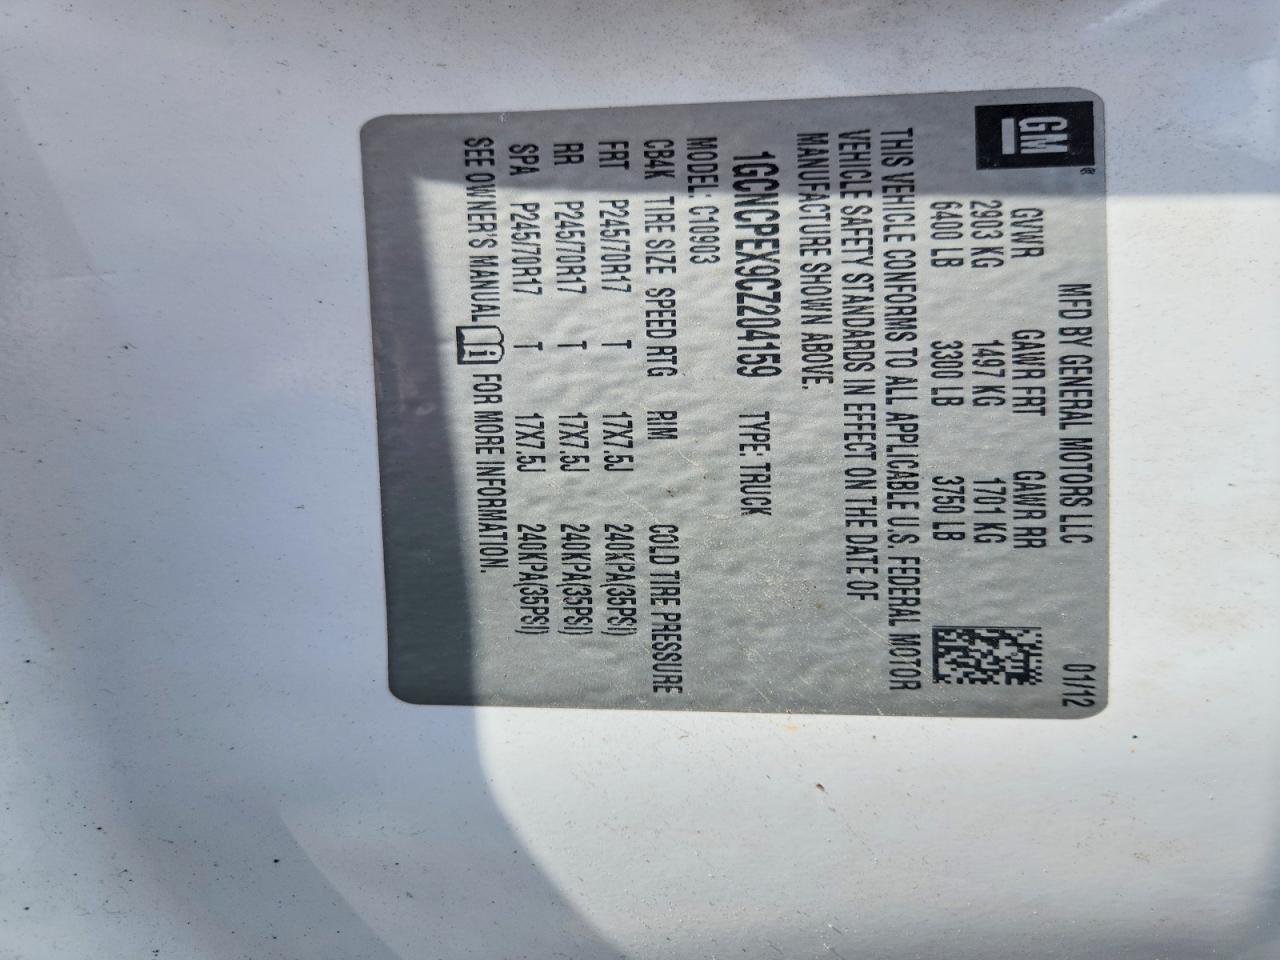 GM®
MFD BY GENERAL MOTORS LLC 01/12
GVWR GAWR FRT GAWR RR
2903 KG 1497 KG 1701 KG
6400 LB 3300 LB 3750 LB
THIS VEHICLE CONFORMS TO ALL APPLICABLE U.S. FEDERAL MOTOR
VEHICLE SAFETY STANDARDS IN EFFECT ON THE DATE OF
MANUFACTURE SHOWN ABOVE.
1GCNCPEX9CZ204159 TYPE: TRUCK
MODEL: C10903
CB4K TIRE SIZE SPEED RTG RIM COLD TIRE PRESSURE
FRT P245/70R17 T 17X7.5J 240KPA(35PSI)
RR P245/70R17 T 17X7.5J 240KPA(35PSI)
SPA P245/70R17 T 17X7.5J 240KPA(35PSI)
SEE OWNER'S MANUAL FOR MORE INFORMATION.